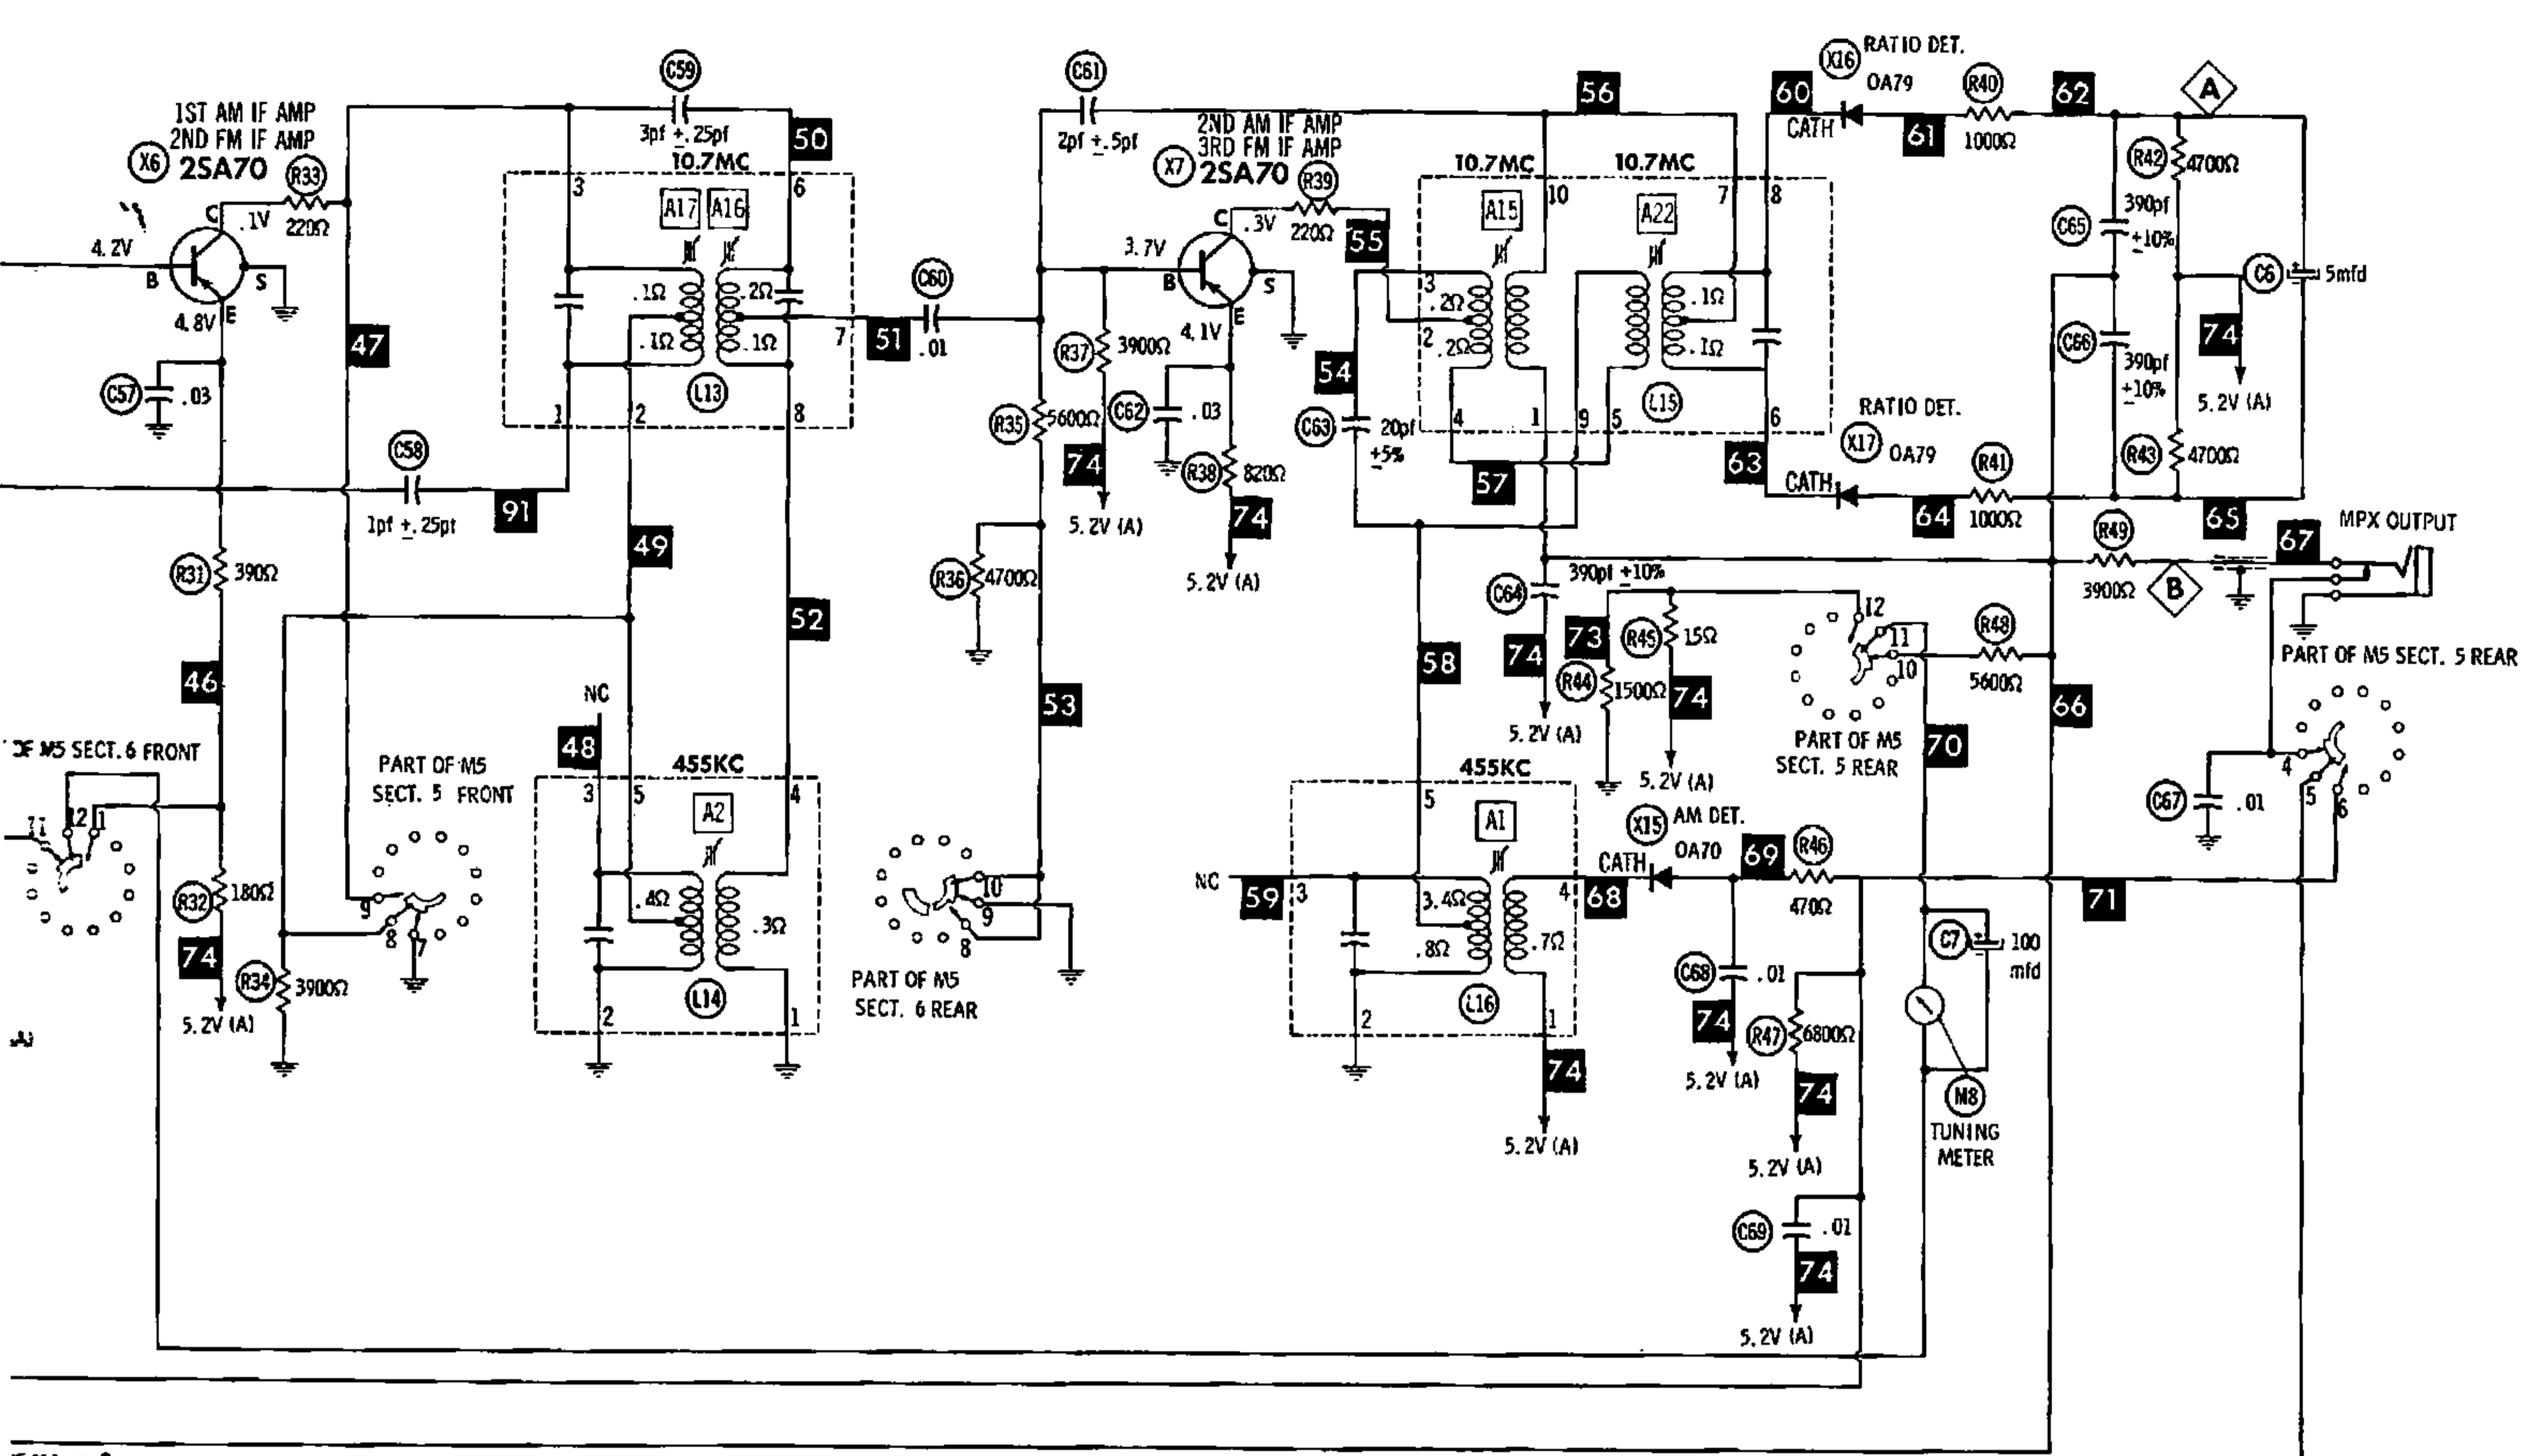 1ST AM IF AMP
2ND FM IF AMP
X6 2SA70
R33
220Ω
C
.1V
4.2V
B
S
4.8V
E
C57
.03
C59
3pf ±.25pf
50
10.7MC
3
6
A17
A16
.1Ω
.2Ω
.1Ω
.1Ω
7
L13
1
2
8
47
C58
1pf ±.25pf
91
R31
390Ω
46
49
52
51
C60
.01
C61
2pf ±.5pf
2ND AM IF AMP
3RD FM IF AMP
X7 2SA70
R39
220Ω
C
.3V
3.7V
B
S
4.1V
E
R37
3900Ω
74
5.2V (A)
R35
5600Ω
C62
.03
R38
820Ω
74
5.2V (A)
R36
4700Ω
53
55
54
C63
20pf
±5%
10.7MC
10.7MC
56
10
7
8
A15
A22
3
.2Ω
2
.2Ω
.1Ω
.1Ω
L15
4
1
9
5
6
57
58
60
CATH
X16
RATIO DET.
OA79
61
R40
1000Ω
62
A
R42
4700Ω
390pf
C65
±10%
C66
390pf
±10%
C6
5mfd
74
5.2V (A)
R43
4700Ω
63
RATIO DET.
X17
OA79
CATH
64
R41
1000Ω
65
R49
3900Ω
B
67
MPX OUTPUT
C64
390pf ±10%
74
5.2V (A)
73
R44
1500Ω
R45
15Ω
74
5.2V (A)
12
11
10
PART OF M5
SECT. 5 REAR
R48
5600Ω
66
70
PART OF M5 SECT. 5 REAR
4
5
6
C67
.01
OF M5 SECT. 6 FRONT
11
12
1
R32
180Ω
74
5.2V (A)
R34
3900Ω
PART OF M5
SECT. 5 FRONT
9
8
7
NC
48
455KC
3
5
4
A2
.4Ω
.3Ω
L14
2
1
10
9
8
PART OF M5
SECT. 6 REAR
455KC
5
A1
NC
59
3
3.4Ω
4
.8Ω
.7Ω
L16
2
1
74
5.2V (A)
X15
AM DET.
OA70
CATH
68
69
R46
470Ω
71
C68
.01
74
5.2V (A)
R47
6800Ω
74
5.2V (A)
C69
.01
74
5.2V (A)
C7
100
mfd
M8
TUNING
METER